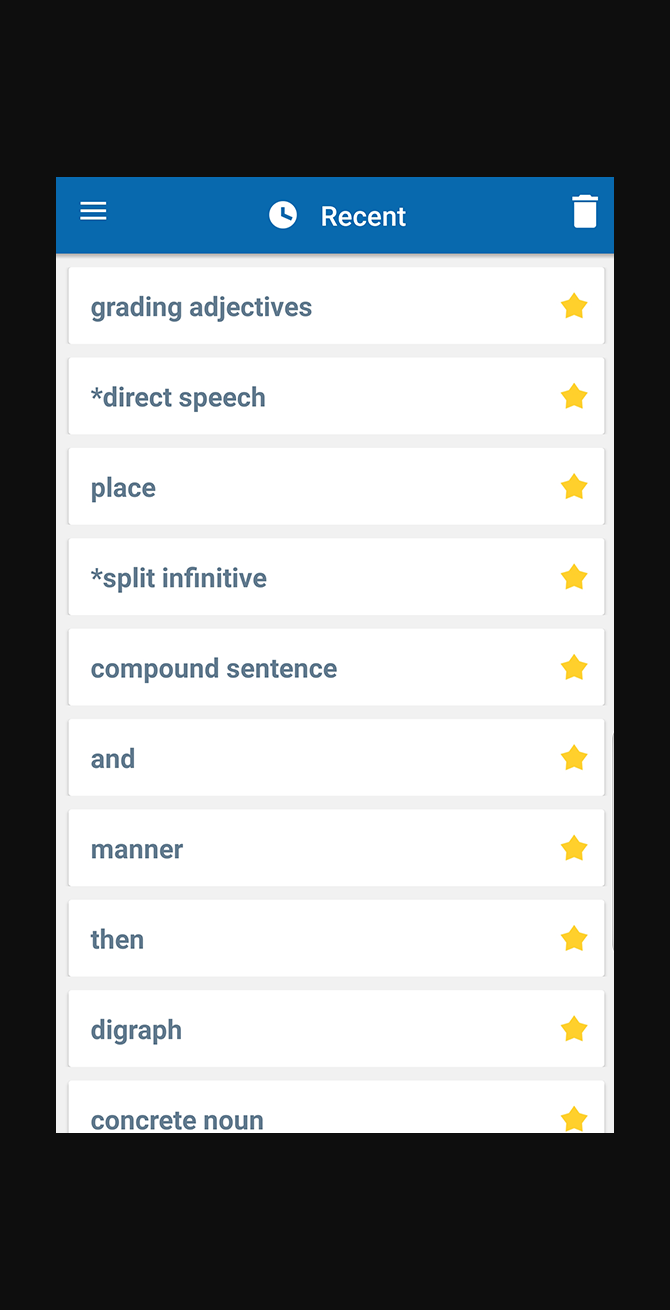 Recent
grading adjectives
*direct speech
place
*split infinitive
compound sentence
and
manner
then
digraph
concrete noun